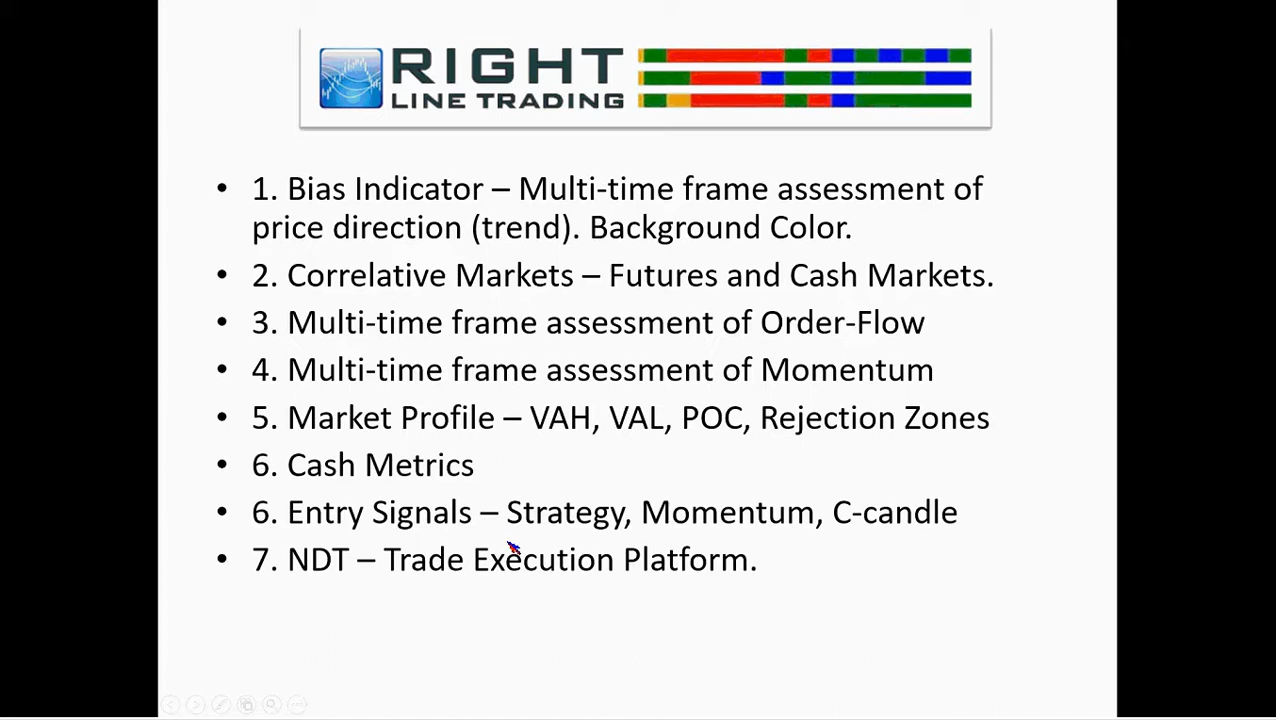 RIGHT
LINE TRADING
• 1. Bias Indicator – Multi-time frame assessment of
price direction (trend). Background Color.
• 2. Correlative Markets – Futures and Cash Markets.
• 3. Multi-time frame assessment of Order-Flow
• 4. Multi-time frame assessment of Momentum
• 5. Market Profile – VAH, VAL, POC, Rejection Zones
• 6. Cash Metrics
• 6. Entry Signals – Strategy, Momentum, C-candle
• 7. NDT – Trade Execution Platform.